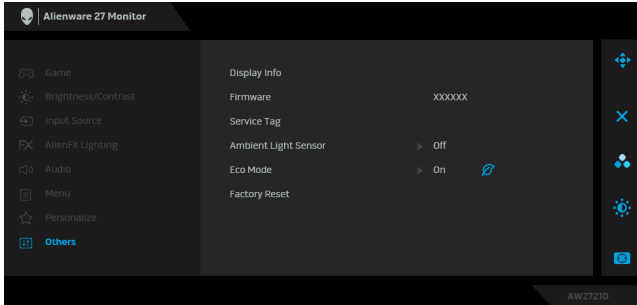 Alienware 27 Monitor
Game
Brightness/Contrast
Input Source
FX AlienFX Lighting
Audio
Menu
Personalize
Others
Display Info
Firmware XXXXXX
Service Tag
Ambient Light Sensor Off
Eco Mode On
Factory Reset
AW2721D